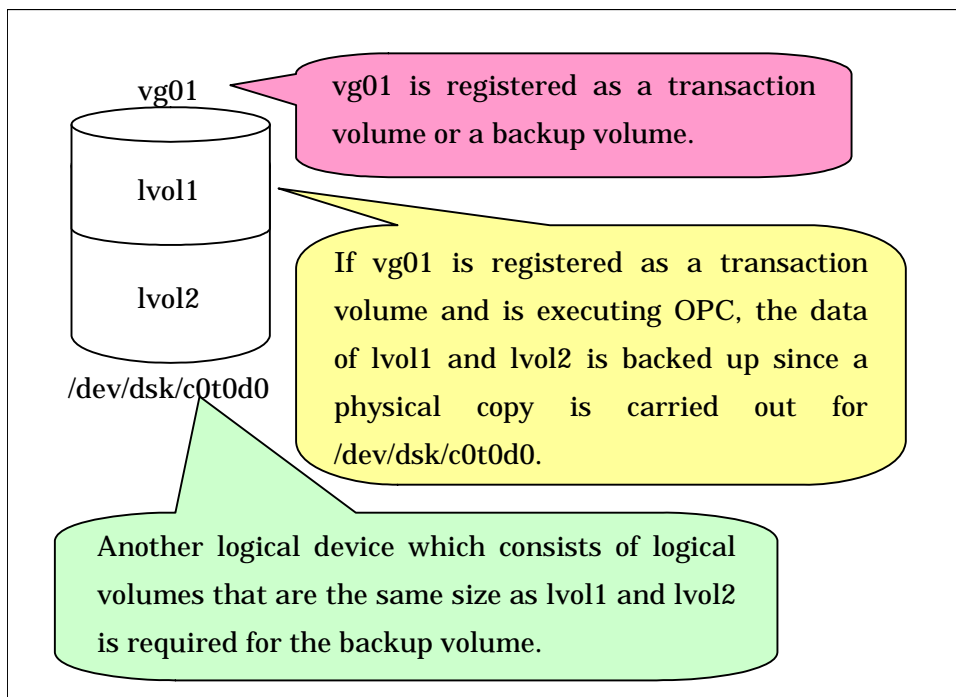 vg01
vg01 is registered as a transaction
volume or a backup volume.
lvol1
lvol2
If vg01 is registered as a transaction
volume and is executing OPC, the data
of lvol1 and lvol2 is backed up since a
physical copy is carried out for
/dev/dsk/c0t0d0.
/dev/dsk/c0t0d0
Another logical device which consists of logical
volumes that are the same size as lvol1 and lvol2
is required for the backup volume.